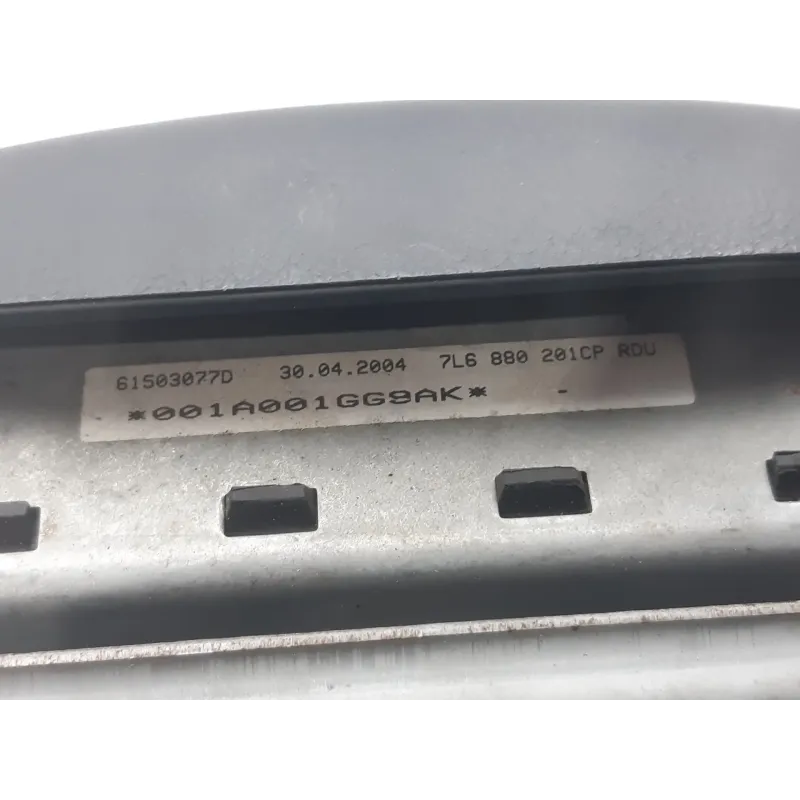 61503077D 30.04.2004 7L6 880 201CP RDU
*001A001GG9AK* -